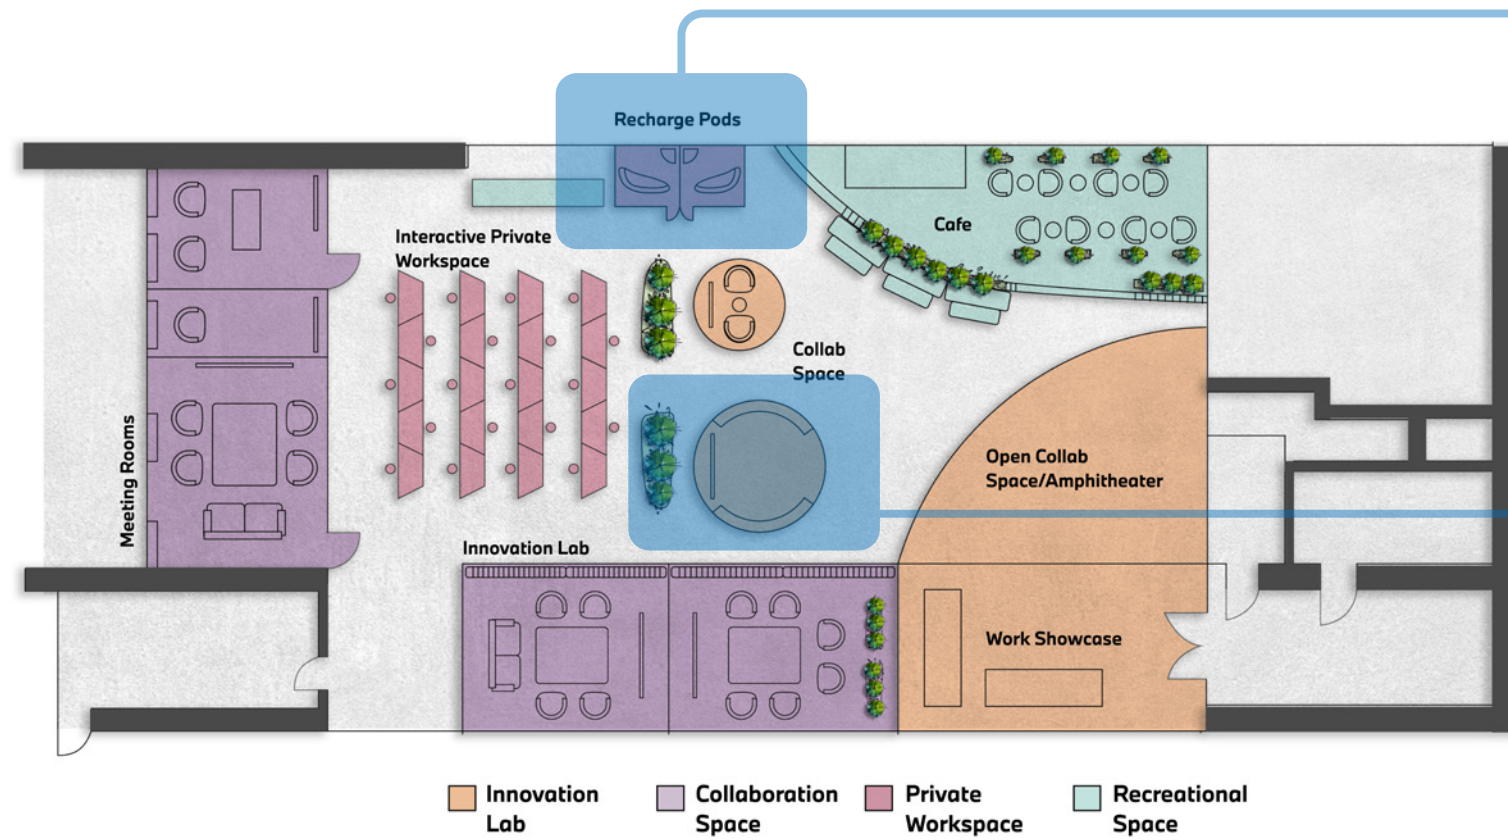 Recharge Pods
Cafe
Interactive Private
Workspace
Collab
Space
Meeting Rooms
Open Collab
Space/Amphitheater
Innovation Lab
Work Showcase
Innovation
Lab
Collaboration
Space
Private
Workspace
Recreational
Space